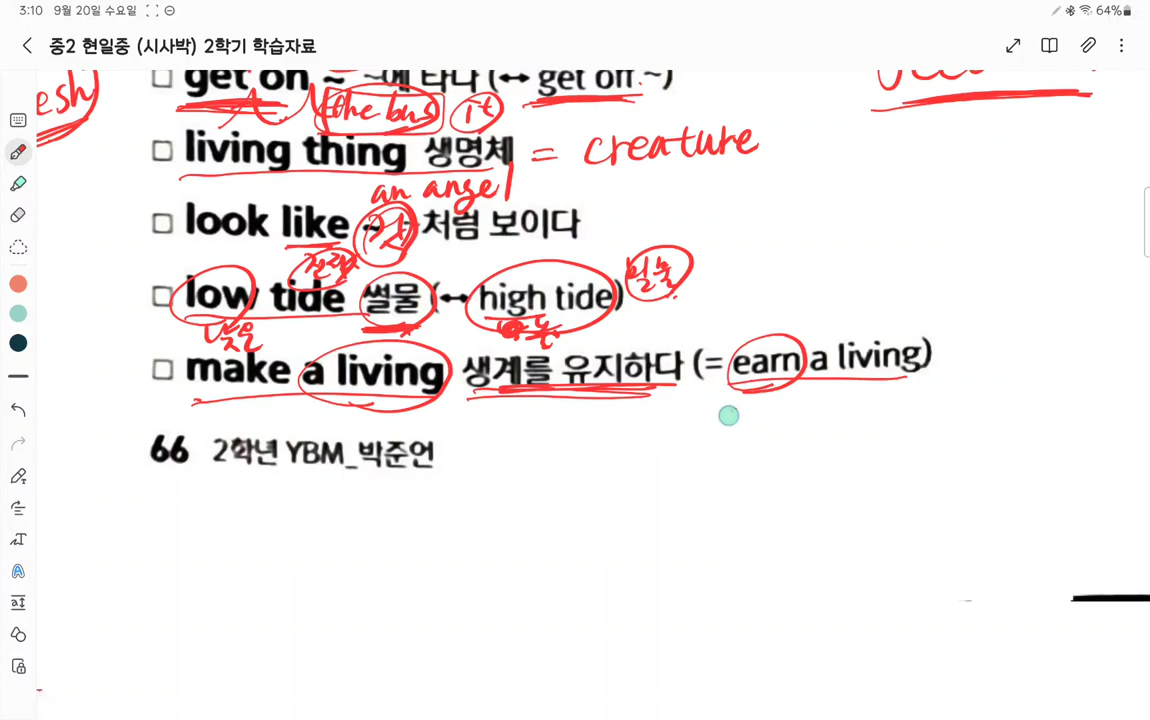 3:10 9월 20일 수요일 64%
중2 현일중 (시사박) 2학기 학습자료
esh
get on ~ ~에 타다 (↔ get off ~)
the bus it
living thing 생명체 = creature
an angel
look like ~ ~처럼 보이다
low tide 썰물 (↔ high tide) 밀물
낮은
make a living 생계를 유지하다 (= earn a living)
66 2학년 YBM_박준언